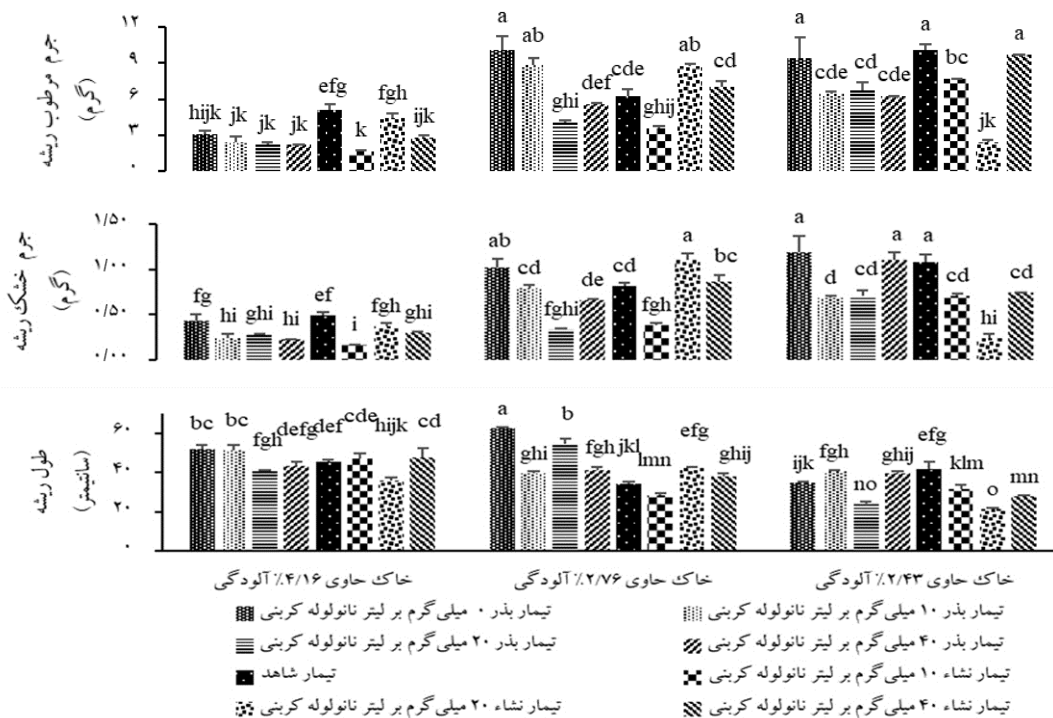 جرم مرطوب ریشه
(گرم)
۱۲
۹
۶
۳
۰
hijk jk jk jk efg k fgh ijk
a ab ghi def cde ghij ab cd
a cde cd cde a bc jk a
جرم خشک ریشه
(گرم)
۱/۵۰
۱/۰۰
۰/۵۰
۰/۰۰
fg hi ghi hi ef i fgh ghi
ab cd fghi de cd fgh a bc
a d cd a a cd hi cd
طول ریشه
(سانتیمتر)
۶۰
۴۰
۲۰
۰
bc bc fgh defg def cde hijk cd
a ghi b fgh jkl lmn efg ghij
ijk fgh no ghij efg klm o mn
خاک حاوی ۴/۱۶٪ آلودگی
خاک حاوی ۲/۷۶٪ آلودگی
خاک حاوی ۲/۴۳٪ آلودگی
تیمار بذر ۰ میلی‌گرم بر لیتر نانولوله کربنی
تیمار بذر ۱۰ میلی‌گرم بر لیتر نانولوله کربنی
تیمار بذر ۲۰ میلی‌گرم بر لیتر نانولوله کربنی
تیمار بذر ۴۰ میلی‌گرم بر لیتر نانولوله کربنی
تیمار شاهد
تیمار نشاء ۱۰ میلی‌گرم بر لیتر نانولوله کربنی
تیمار نشاء ۲۰ میلی‌گرم بر لیتر نانولوله کربنی
تیمار نشاء ۴۰ میلی‌گرم بر لیتر نانولوله کربنی